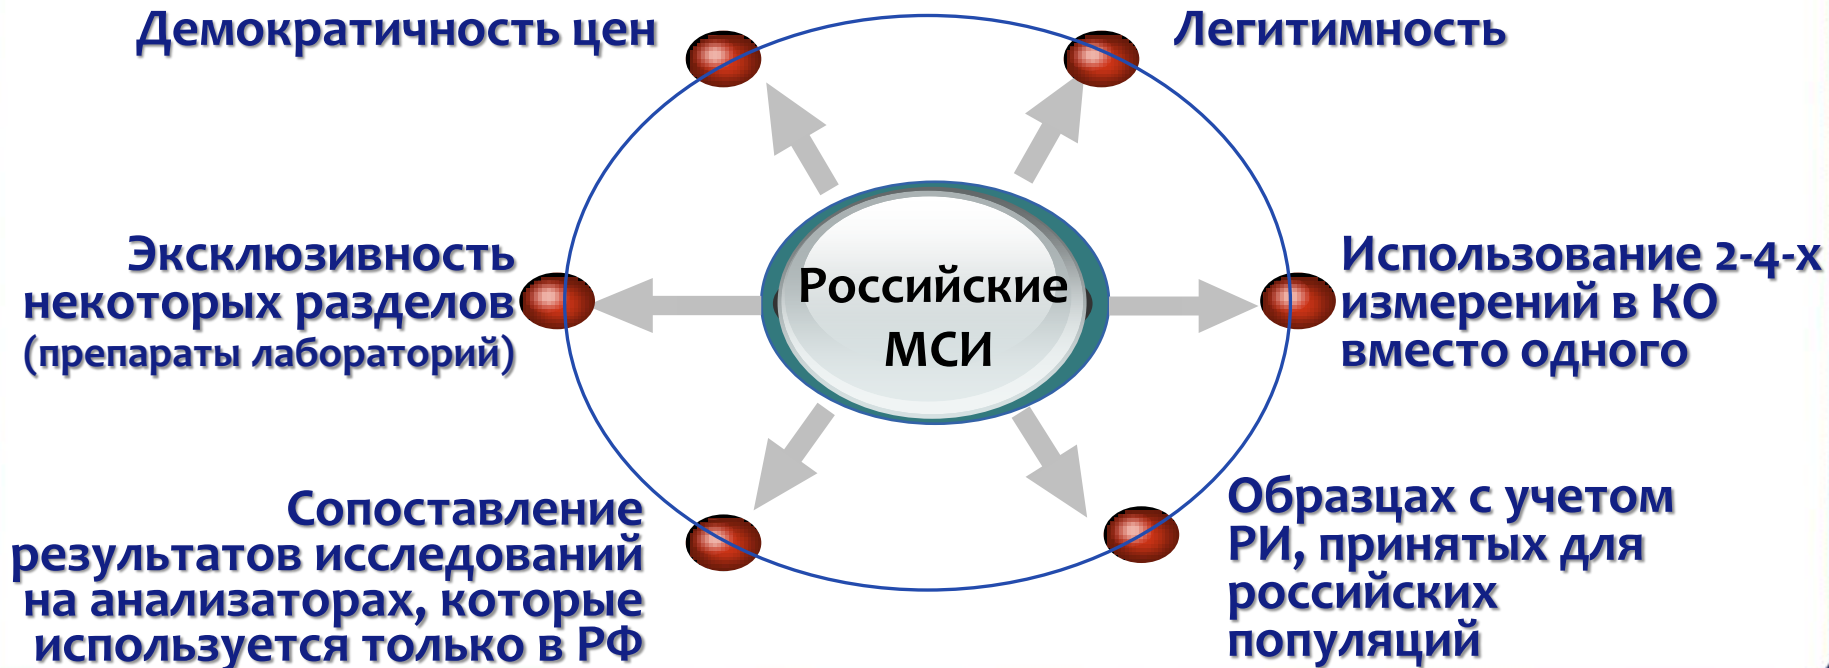 Демократичность цен
Легитимность
Эксклюзивность
некоторых разделов
(препараты лабораторий)
Российские
МСИ
Использование 2-4-х
измерений в КО
вместо одного
Сопоставление
результатов исследований
на анализаторах, которые
используется только в РФ
Образцах с учетом
РИ, принятых для
российских
популяций